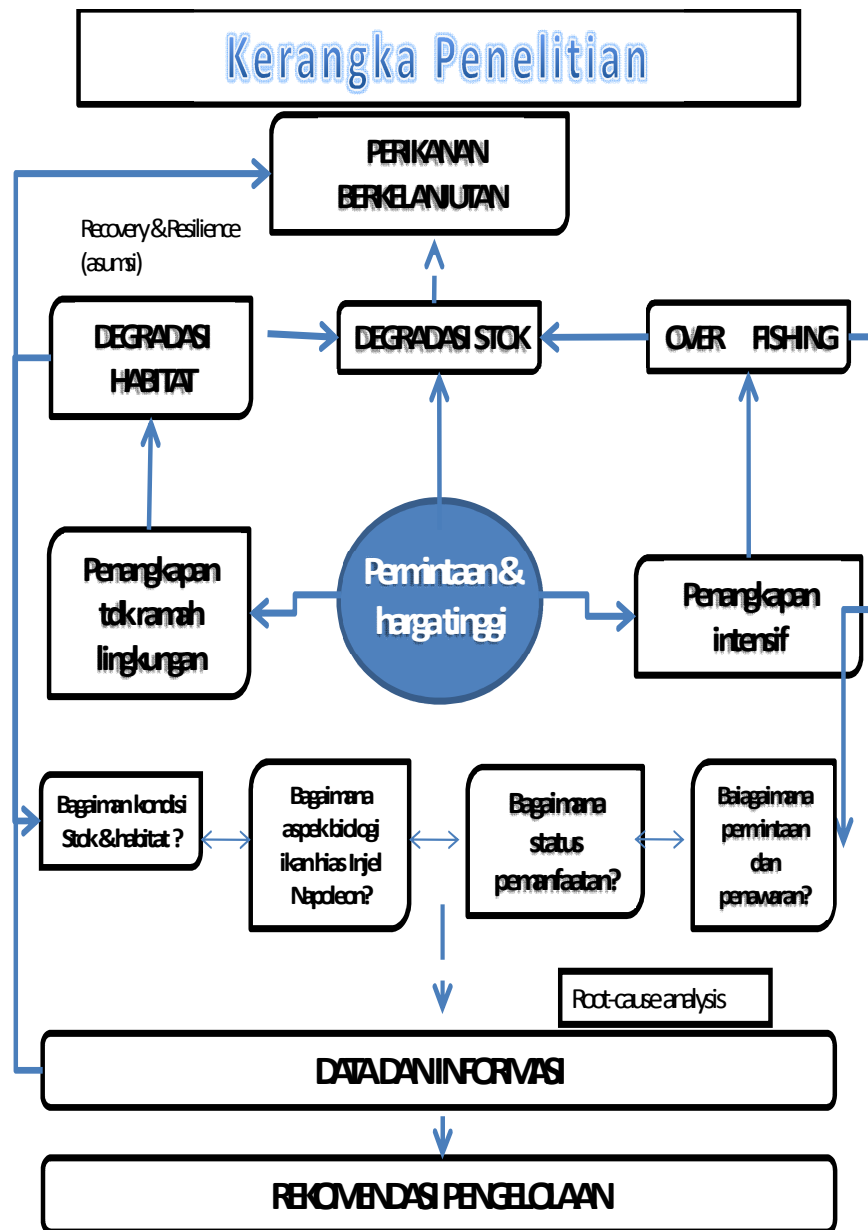 Kerangka Penelitian
PERIKANAN
BERKELANJUTAN
Recovery & Resilience
(asumsi)
DEGRADASI
HABITAT
DEGRADASI STOK
OVER FISHING
Penangkapan
tdk ramah
lingkungan
Permintaan &
harga tinggi
Penangkapan
intensif
Bagaiman kondisi
Stok & habitat ?
Bagaimana
aspek biologi
ikan hias Injel
Napoleon?
Bagaimana
status
pemanfaatan?
Baiagaimana
permintaan
dan
penawaran?
Root-cause analysis
DATA DAN INFORMASI
REKOMENDASI PENGELOLAAN